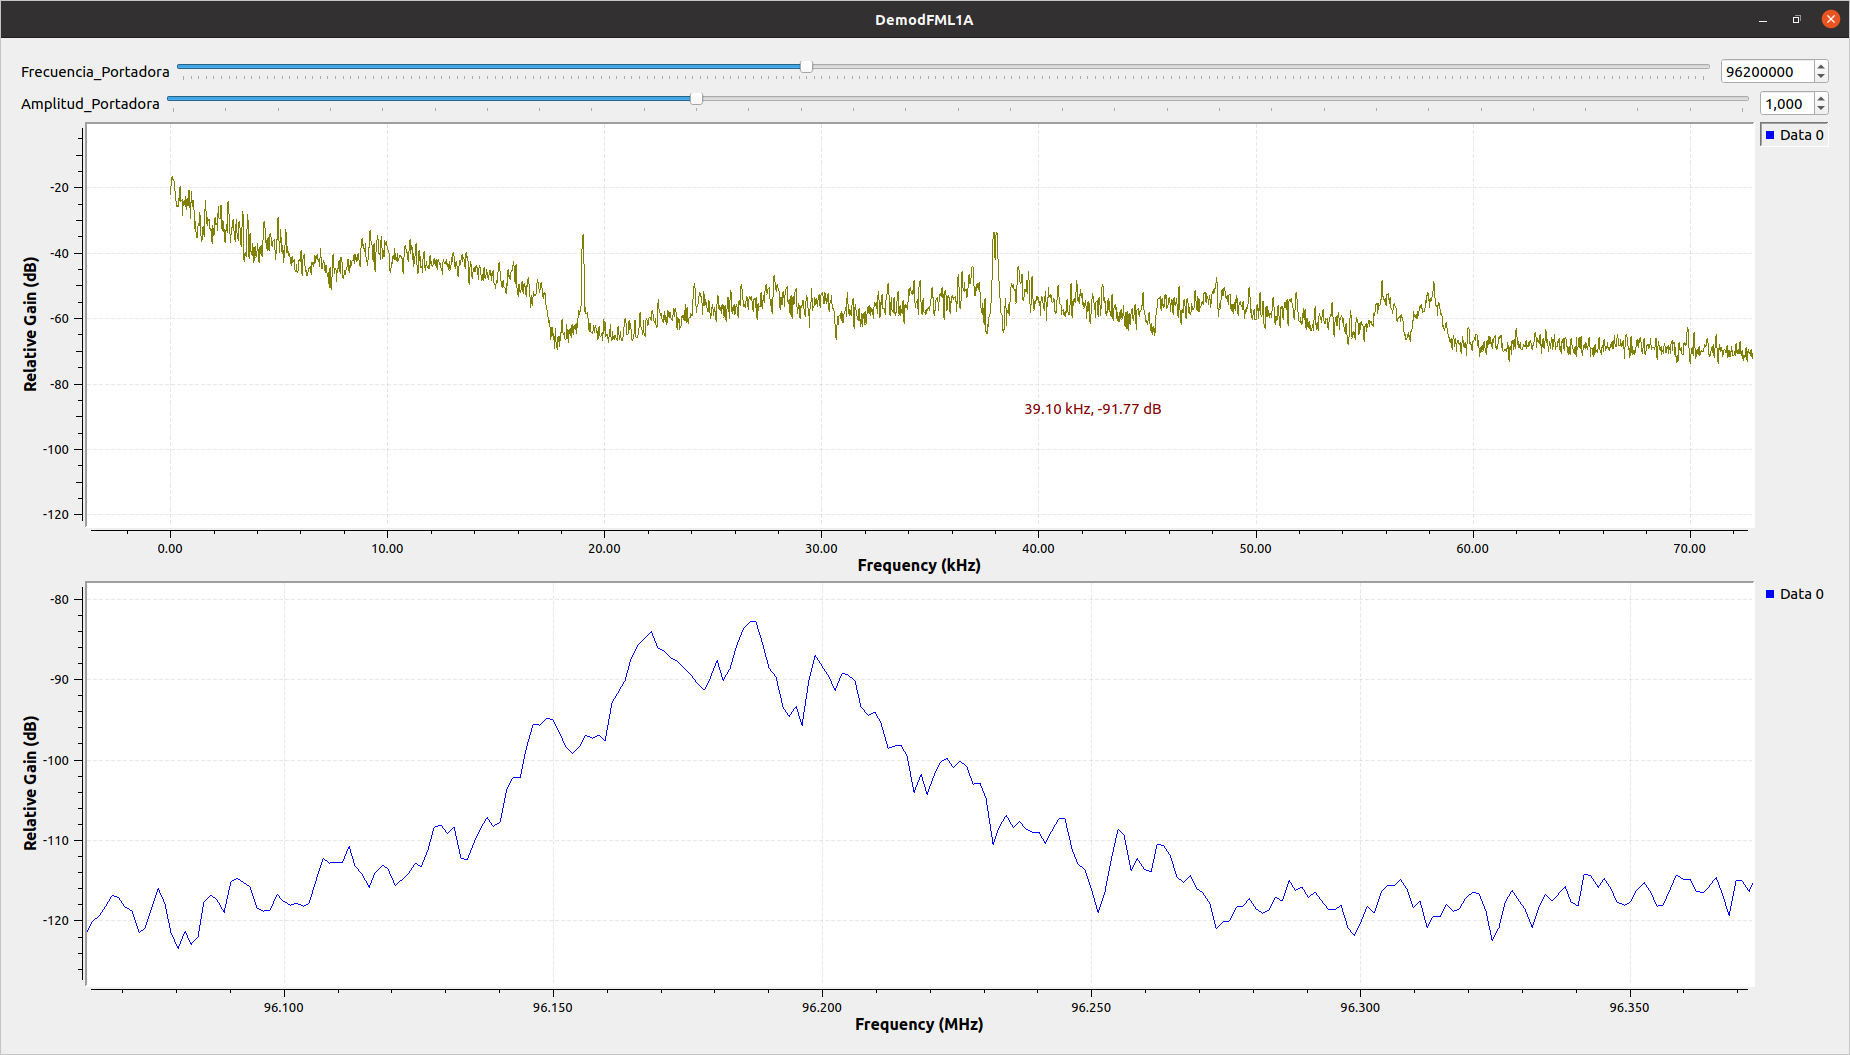 DemodFML1A
Frecuencia_Portadora
96200000
Amplitud_Portadora
1,000
Data 0
Relative Gain (dB)
-20
-40
-60
-80
-100
-120
39.10 kHz, -91.77 dB
0.00 10.00 20.00 30.00 40.00 50.00 60.00 70.00
Frequency (kHz)
Data 0
Relative Gain (dB)
-80
-90
-100
-110
-120
96.100 96.150 96.200 96.250 96.300 96.350
Frequency (MHz)